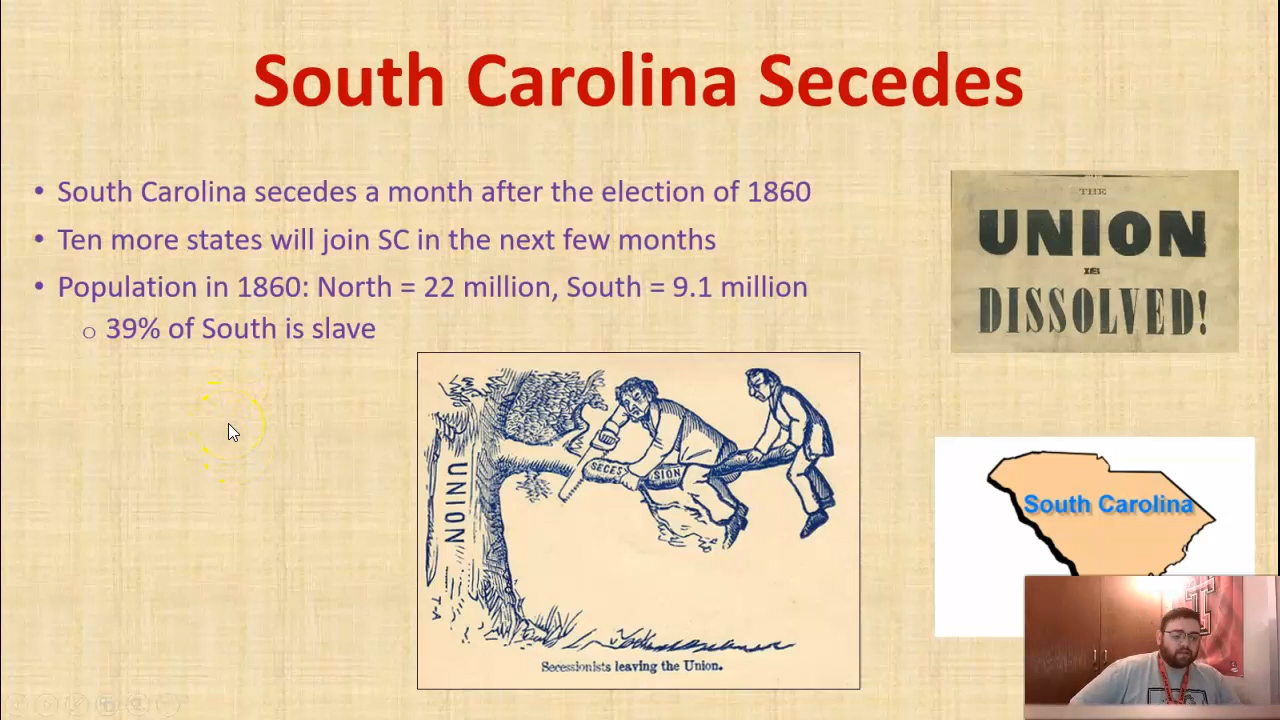 South Carolina Secedes
• South Carolina secedes a month after the election of 1860
• Ten more states will join SC in the next few months
• Population in 1860: North = 22 million, South = 9.1 million
o 39% of South is slave
THE
UNION
IS
DISSOLVED!
UNION
SECES SION
T-A
Secessionists leaving the Union.
South Carolina